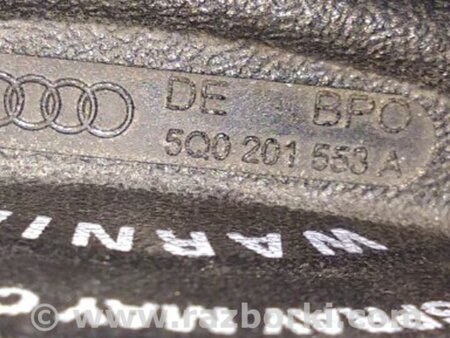 DE BPO
5Q0 201 553 A
WARNI
© www.razborki.com